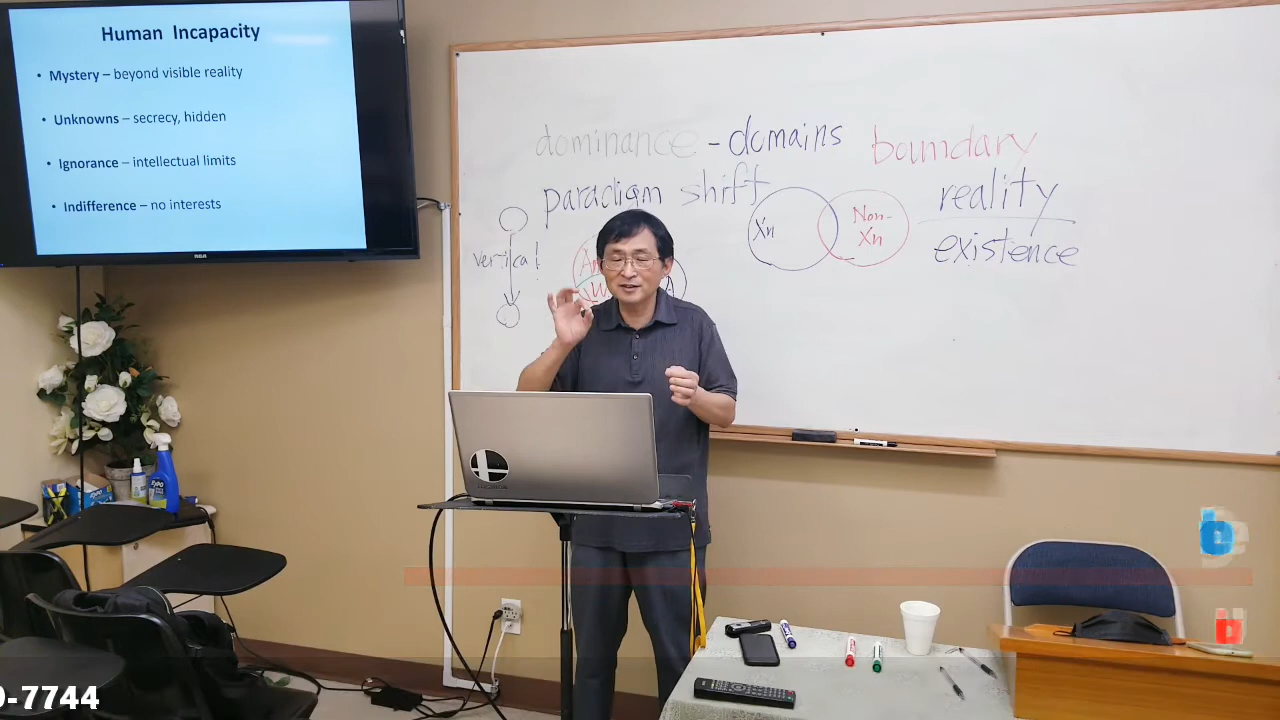 Human Incapacity
• Mystery – beyond visible reality
• Unknowns – secrecy, hidden
• Ignorance – intellectual limits
• Indifference – no interests
RCA
dominance - domains boundary
paradigm shift
reality
existence
Xn
Non-
Xn
vertical
EXPO
-7744